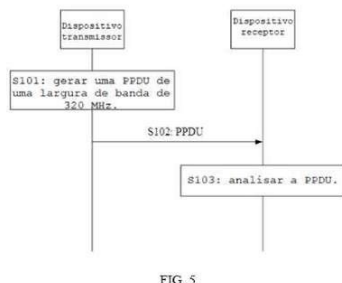 Dispositivo
transmissor
Dispositivo
receptor
S101: gerar uma PPDU de
uma largura de banda de
320 MHz.
S102: PPDU
S103: analisar a PPDU.
FIG. 5